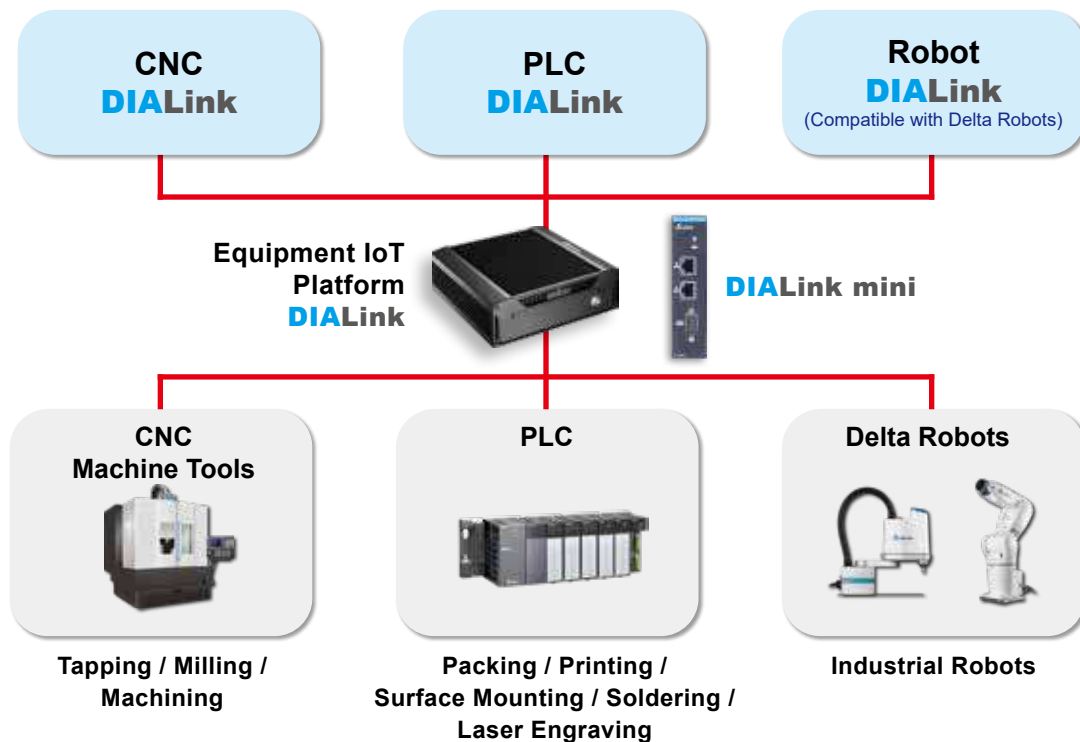 CNC
DIALink
PLC
DIALink
Robot
DIALink
(Compatible with Delta Robots)
Equipment IoT
Platform
DIALink
DIALink mini
CNC
Machine Tools
PLC
Delta Robots
Tapping / Milling /
Machining
Packing / Printing /
Surface Mounting / Soldering /
Laser Engraving
Industrial Robots